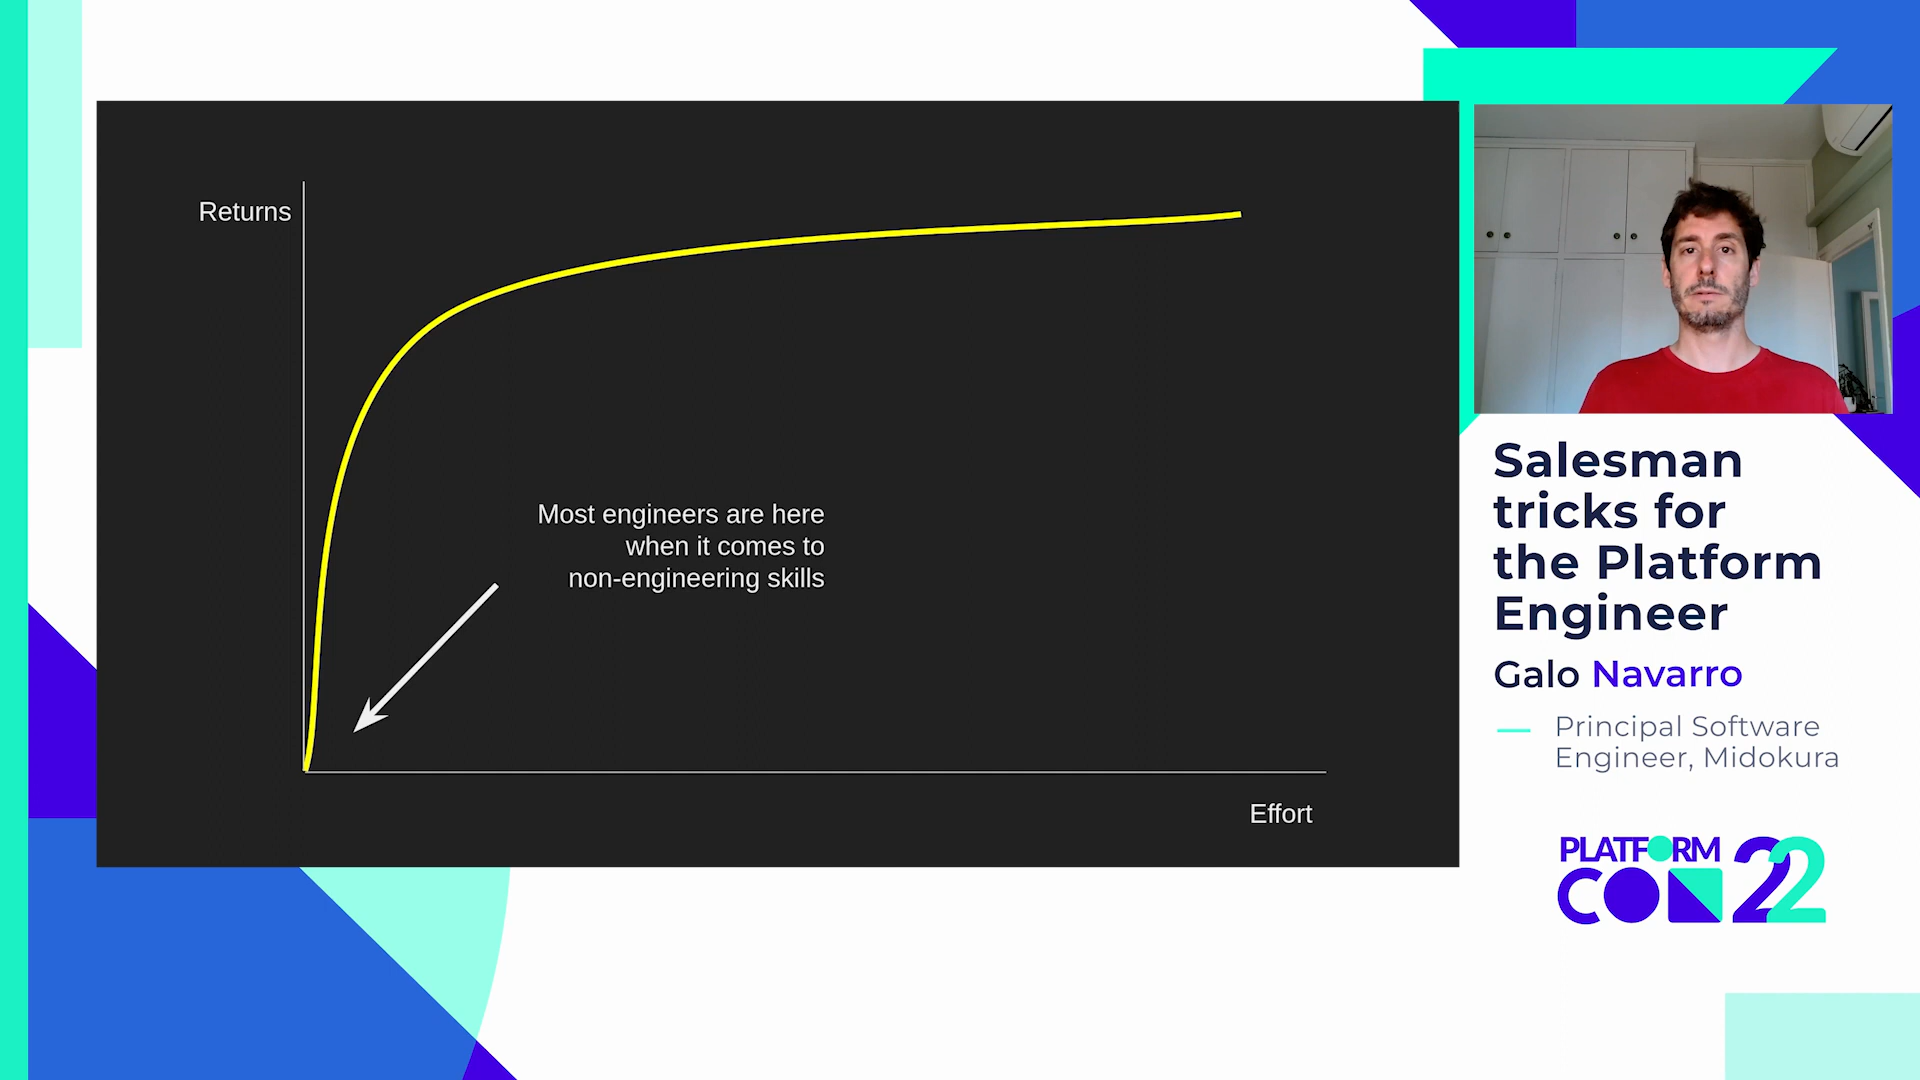 Returns
Most engineers are here
when it comes to
non-engineering skills
Effort
Salesman
tricks for
the Platform
Engineer
Galo Navarro
Principal Software
Engineer, Midokura
PLATFORM
CON 22